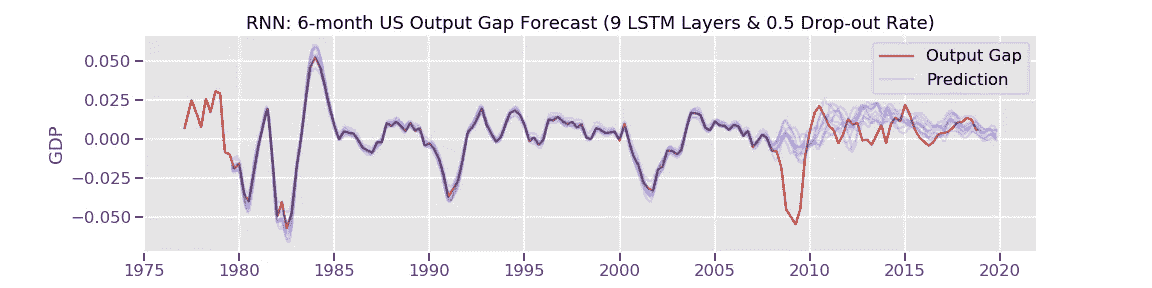 RNN: 6-month US Output Gap Forecast (9 LSTM Layers & 0.5 Drop-out Rate)
Output Gap
Prediction
GDP
0.050
0.025
0.000
−0.025
−0.050
1975 1980 1985 1990 1995 2000 2005 2010 2015 2020